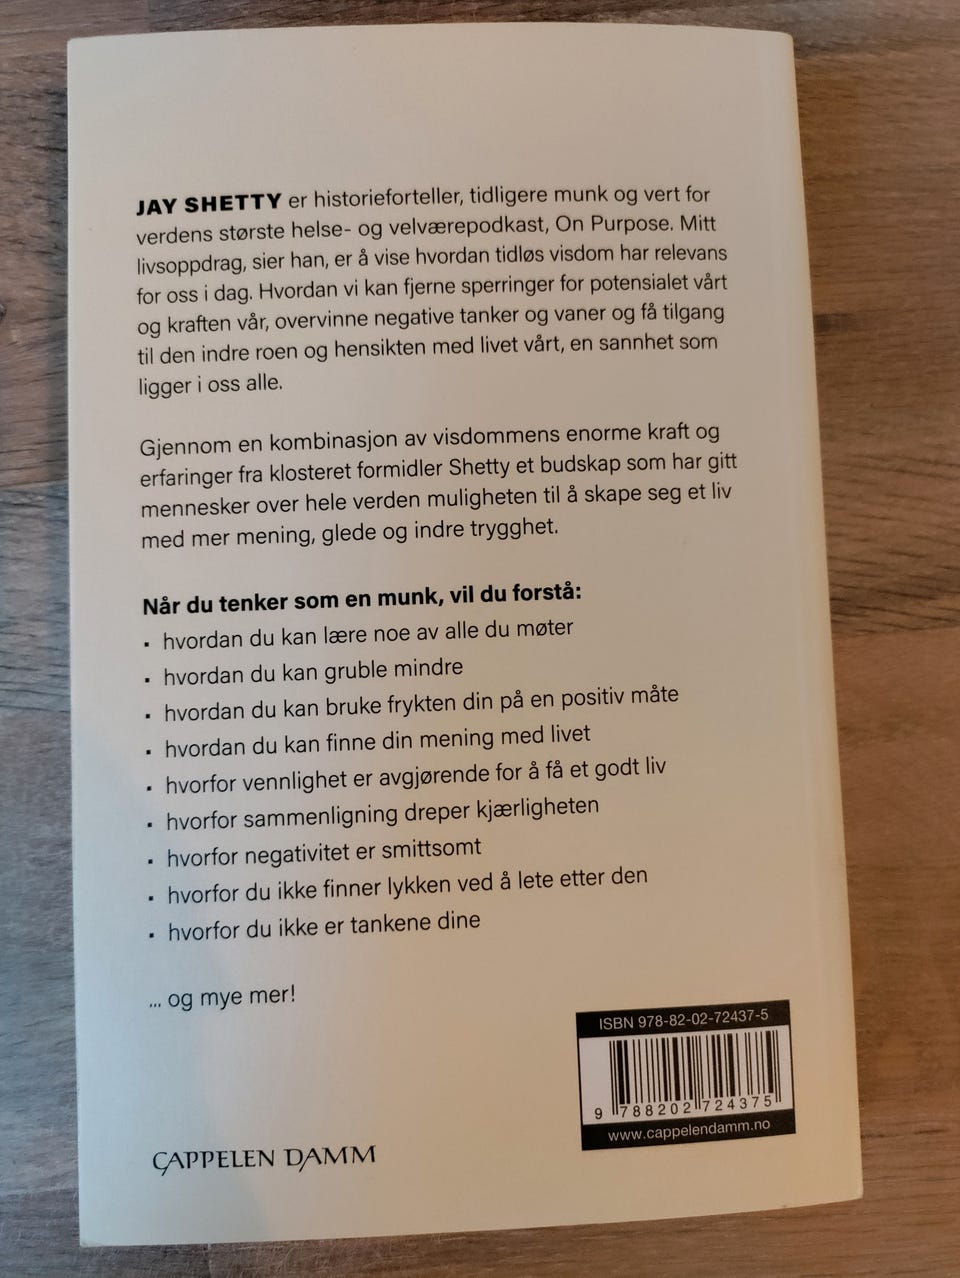 JAY SHETTY er historieforteller, tidligere munk og vert for
verdens største helse- og velværepodkast, On Purpose. Mitt
livsoppdrag, sier han, er å vise hvordan tidløs visdom har relevans
for oss i dag. Hvordan vi kan fjerne sperringer for potensialet vårt
og kraften vår, overvinne negative tanker og vaner og få tilgang
til den indre roen og hensikten med livet vårt, en sannhet som
ligger i oss alle.
Gjennom en kombinasjon av visdommens enorme kraft og
erfaringer fra klosteret formidler Shetty et budskap som har gitt
mennesker over hele verden muligheten til å skape seg et liv
med mer mening, glede og indre trygghet.
Når du tenker som en munk, vil du forstå:
· hvordan du kan lære noe av alle du møter
· hvordan du kan gruble mindre
· hvordan du kan bruke frykten din på en positiv måte
· hvordan du kan finne din mening med livet
· hvorfor vennlighet er avgjørende for å få et godt liv
· hvorfor sammenligning dreper kjærligheten
· hvorfor negativitet er smittsomt
· hvorfor du ikke finner lykken ved å lete etter den
· hvorfor du ikke er tankene dine
... og mye mer!
ISBN 978-82-02-72437-5
9 788202 724375
www.cappelendamm.no
CAPPELEN DAMM